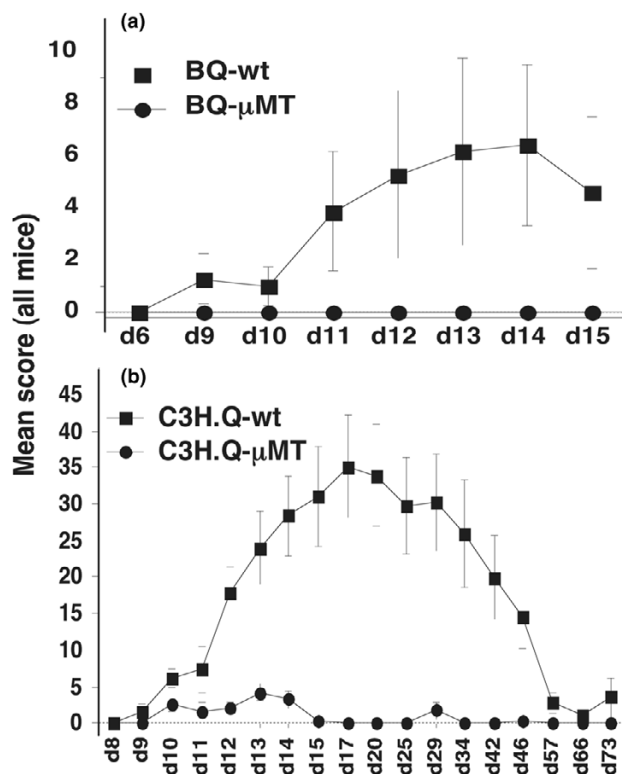 (a)
10
8
6
4
2
0
BQ-wt
BQ-μMT
d6 d9 d10 d11 d12 d13 d14 d15
Mean score (all mice)
(b)
45
40
35
30
25
20
15
10
5
0
C3H.Q-wt
C3H.Q-μMT
d8 d9 d10 d11 d12 d13 d14 d15 d17 d20 d25 d29 d34 d42 d46 d57 d66 d73